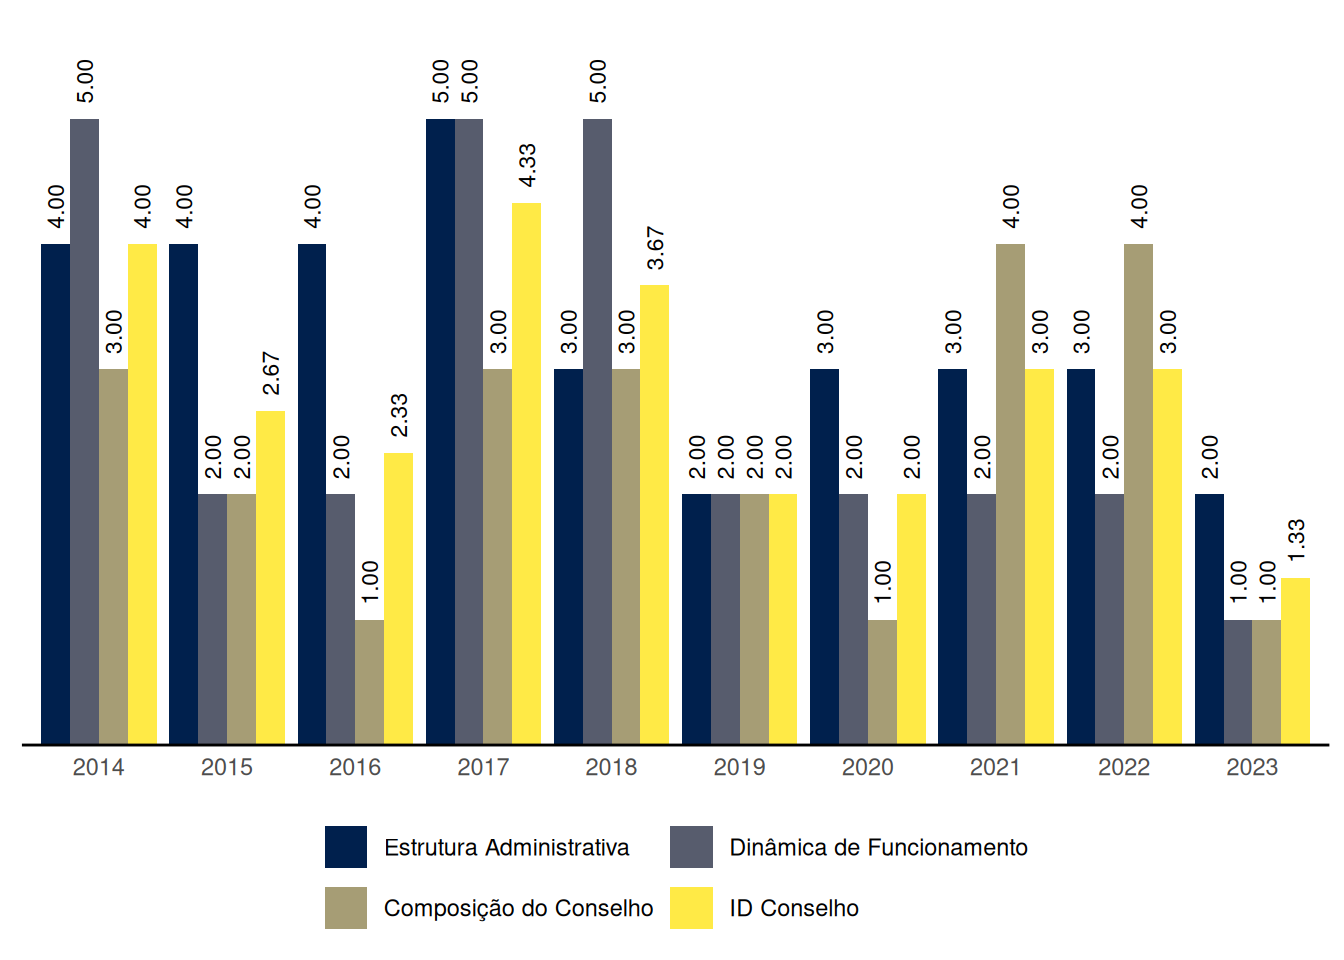 4.00 5.00 3.00 4.00
4.00 2.00 2.00 2.67
4.00 2.00 1.00 2.33
5.00 5.00 3.00 4.33
3.00 5.00 3.00 3.67
2.00 2.00 2.00 2.00
3.00 2.00 1.00 2.00
3.00 2.00 4.00 3.00
3.00 2.00 4.00 3.00
2.00 1.00 1.00 1.33
2014 2015 2016 2017 2018 2019 2020 2021 2022 2023
Estrutura Administrativa Dinâmica de Funcionamento
Composição do Conselho ID Conselho